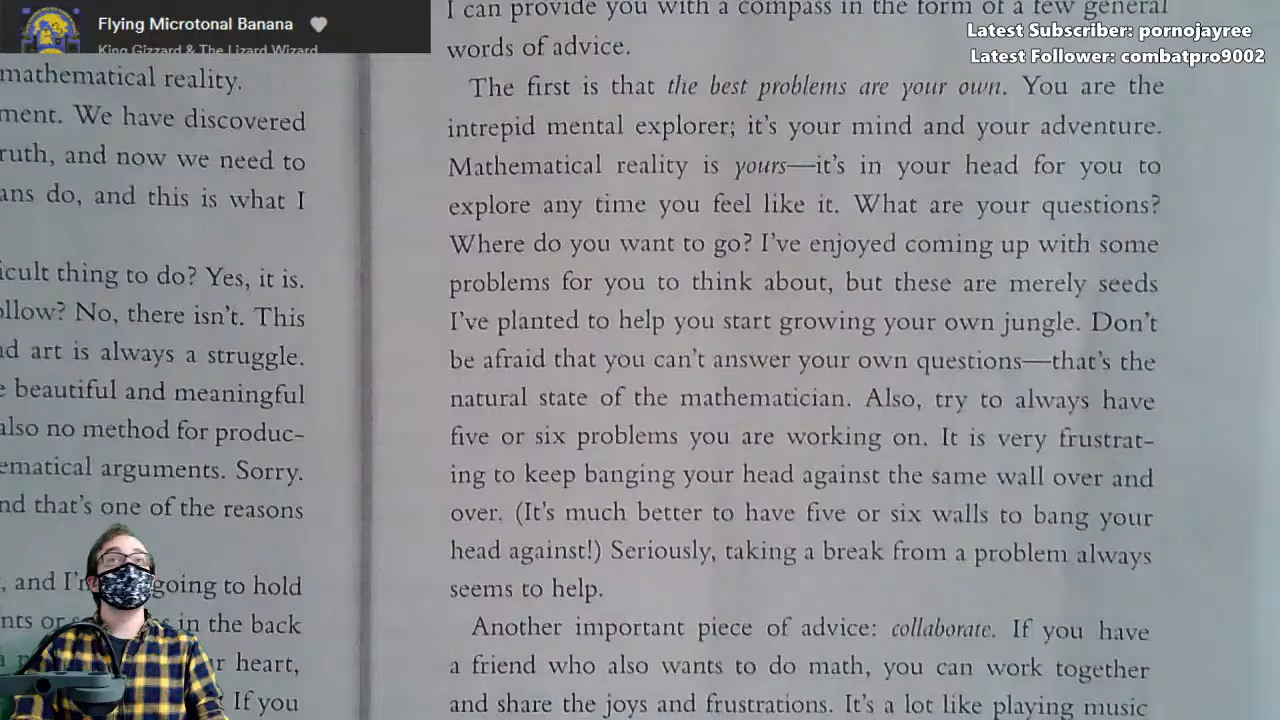 Flying Microtonal Banana
King Gizzard & The Lizard Wizard
Latest Subscriber: pornojayree
Latest Follower: combatpro9002
mathematical reality.
ment. We have discovered
ruth, and now we need to
ans do, and this is what I
icult thing to do? Yes, it is.
ollow? No, there isn't. This
nd art is always a struggle.
e beautiful and meaningful
also no method for produc-
ematical arguments. Sorry.
nd that's one of the reasons
, and I'm going to hold
nts or in the back
r heart,
If you
I can provide you with a compass in the form of a few general
words of advice.
The first is that the best problems are your own. You are the
intrepid mental explorer; it's your mind and your adventure.
Mathematical reality is yours—it's in your head for you to
explore any time you feel like it. What are your questions?
Where do you want to go? I've enjoyed coming up with some
problems for you to think about, but these are merely seeds
I've planted to help you start growing your own jungle. Don't
be afraid that you can't answer your own questions—that's the
natural state of the mathematician. Also, try to always have
five or six problems you are working on. It is very frustrat-
ing to keep banging your head against the same wall over and
over. (It's much better to have five or six walls to bang your
head against!) Seriously, taking a break from a problem always
seems to help.
Another important piece of advice: collaborate. If you have
a friend who also wants to do math, you can work together
and share the joys and frustrations. It's a lot like playing music